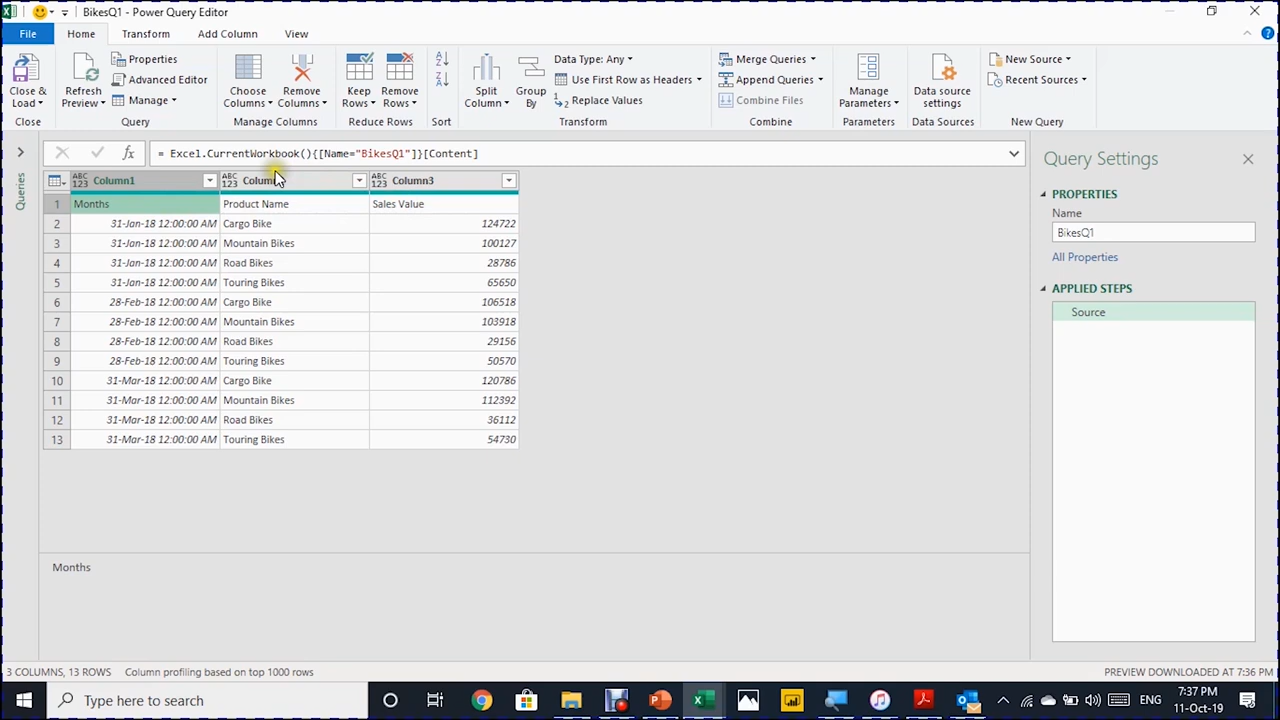 BikesQ1 - Power Query Editor
File Home Transform Add Column View
Close & Load
Close
Refresh Preview
Properties
Advanced Editor
Manage
Query
Choose Columns
Remove Columns
Manage Columns
Keep Rows
Remove Rows
Reduce Rows
Sort
Split Column
Group By
Data Type: Any
Use First Row as Headers
Replace Values
Transform
Merge Queries
Append Queries
Combine Files
Combine
Manage Parameters
Parameters
Data source settings
Data Sources
New Source
Recent Sources
New Query
= Excel.CurrentWorkbook(){[Name="BikesQ1"]}[Content]
Queries
ABC 123 Column1 ABC 123 ABC 123 Column3
1 Months Product Name Sales Value
2 31-Jan-18 12:00:00 AM Cargo Bike 124722
3 31-Jan-18 12:00:00 AM Mountain Bikes 100127
4 31-Jan-18 12:00:00 AM Road Bikes 28786
5 31-Jan-18 12:00:00 AM Touring Bikes 65650
6 28-Feb-18 12:00:00 AM Cargo Bike 106518
7 28-Feb-18 12:00:00 AM Mountain Bikes 103918
8 28-Feb-18 12:00:00 AM Road Bikes 29156
9 28-Feb-18 12:00:00 AM Touring Bikes 50570
10 31-Mar-18 12:00:00 AM Cargo Bike 120786
11 31-Mar-18 12:00:00 AM Mountain Bikes 112392
12 31-Mar-18 12:00:00 AM Road Bikes 36112
13 31-Mar-18 12:00:00 AM Touring Bikes 54730
Months
Query Settings
PROPERTIES
Name
BikesQ1
All Properties
APPLIED STEPS
Source
3 COLUMNS, 13 ROWS Column profiling based on top 1000 rows PREVIEW DOWNLOADED AT 7:36 PM
Type here to search
ENG
7:37 PM
11-Oct-19